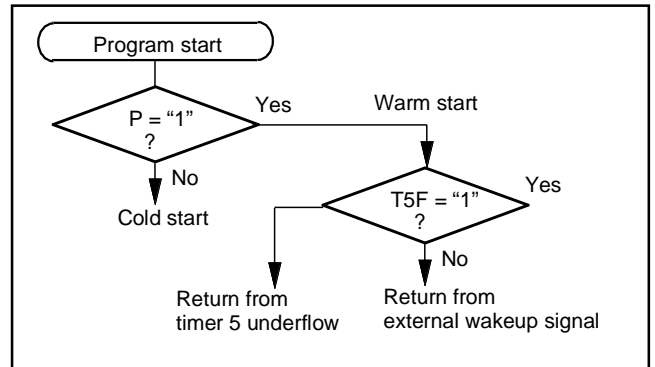 Program start
P = “1”
?
Yes
Warm start
No
Cold start
T5F = “1”
?
Yes
No
Return from
timer 5 underflow
Return from
external wakeup signal